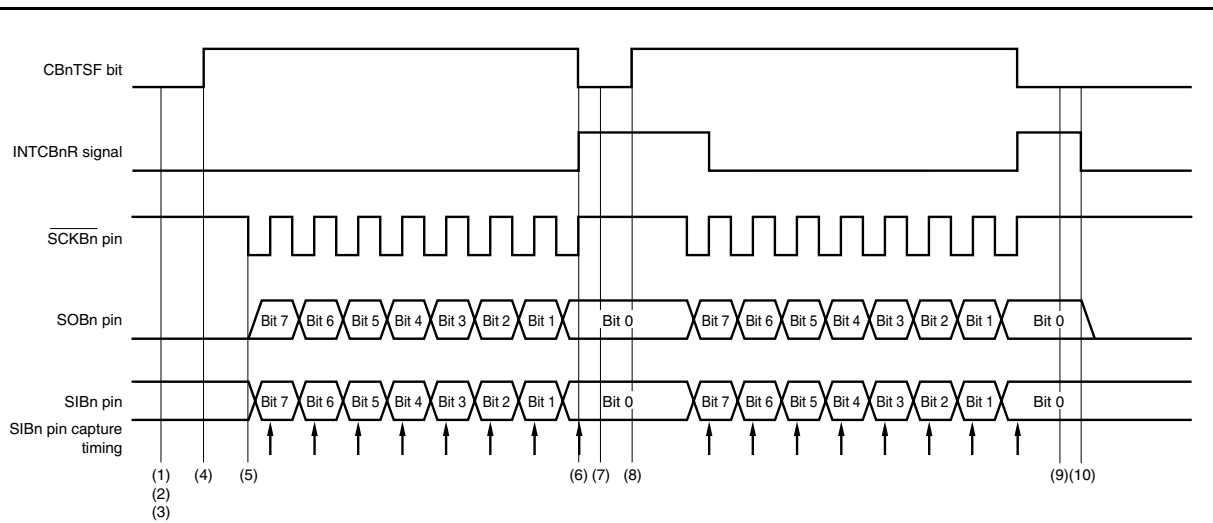 CBnTSF bit
INTCBnR signal
SCKBn pin
SOBn pin
Bit 7 Bit 6 Bit 5 Bit 4 Bit 3 Bit 2 Bit 1 Bit 0 Bit 7 Bit 6 Bit 5 Bit 4 Bit 3 Bit 2 Bit 1 Bit 0
SIBn pin
Bit 7 Bit 6 Bit 5 Bit 4 Bit 3 Bit 2 Bit 1 Bit 0 Bit 7 Bit 6 Bit 5 Bit 4 Bit 3 Bit 2 Bit 1 Bit 0
SIBn pin capture
timing
(1) (4) (5) (6) (7) (8) (9) (10)
(2)
(3)